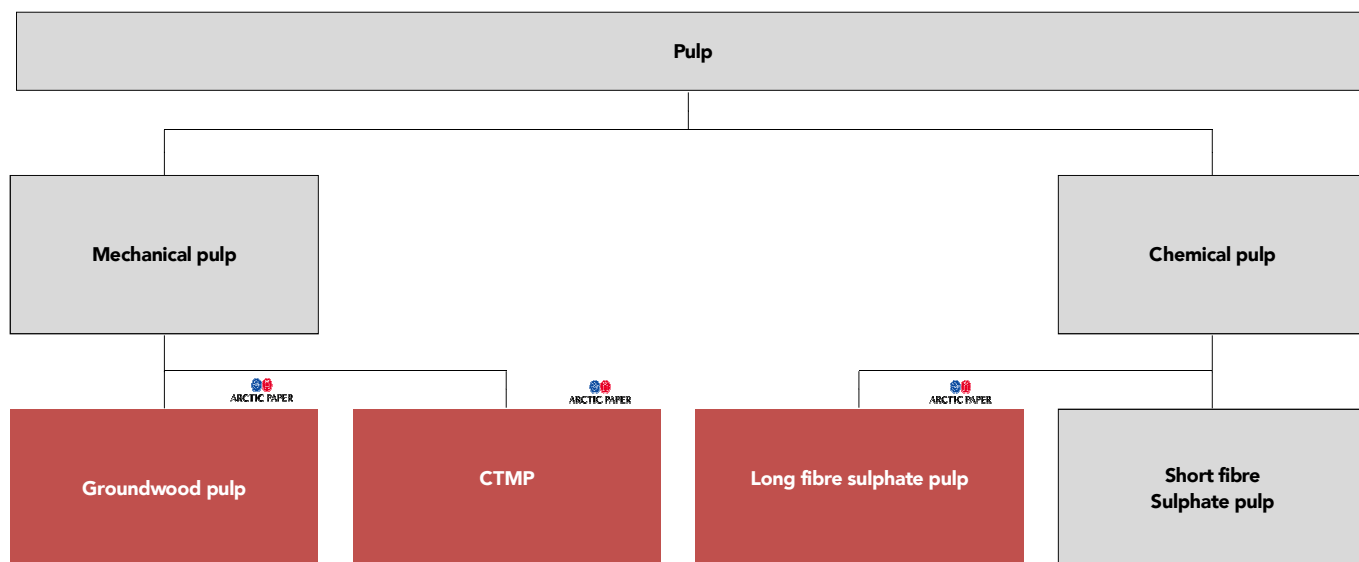 Pulp
Mechanical pulp
Chemical pulp
ARCTIC PAPER
ARCTIC PAPER
ARCTIC PAPER
Groundwood pulp
CTMP
Long fibre sulphate pulp
Short fibre
Sulphate pulp